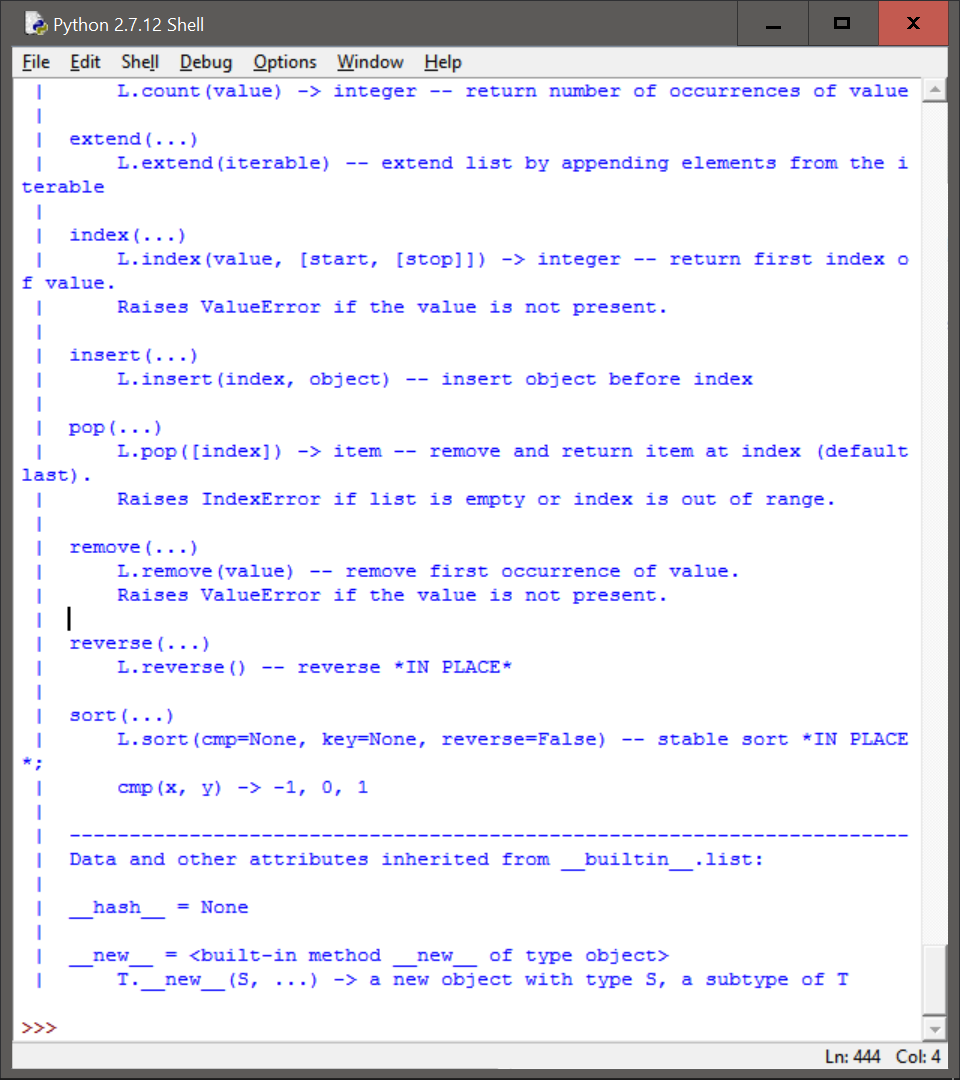 Python 2.7.12 Shell
File Edit Shell Debug Options Window Help
 |      L.count(value) -> integer -- return number of occurrences of value
 |
 |  extend(...)
 |      L.extend(iterable) -- extend list by appending elements from the i
terable
 |
 |  index(...)
 |      L.index(value, [start, [stop]]) -> integer -- return first index o
f value.
 |      Raises ValueError if the value is not present.
 |
 |  insert(...)
 |      L.insert(index, object) -- insert object before index
 |
 |  pop(...)
 |      L.pop([index]) -> item -- remove and return item at index (default
last).
 |      Raises IndexError if list is empty or index is out of range.
 |
 |  remove(...)
 |      L.remove(value) -- remove first occurrence of value.
 |      Raises ValueError if the value is not present.
 |
 |  reverse(...)
 |      L.reverse() -- reverse *IN PLACE*
 |
 |  sort(...)
 |      L.sort(cmp=None, key=None, reverse=False) -- stable sort *IN PLACE
*;
 |      cmp(x, y) -> -1, 0, 1
 |
 |  ----------------------------------------------------------------------
 |  Data and other attributes inherited from __builtin__.list:
 |
 |  __hash__ = None
 |
 |  __new__ = <built-in method __new__ of type object>
 |      T.__new__(S, ...) -> a new object with type S, a subtype of T

>>>
Ln: 444 Col: 4